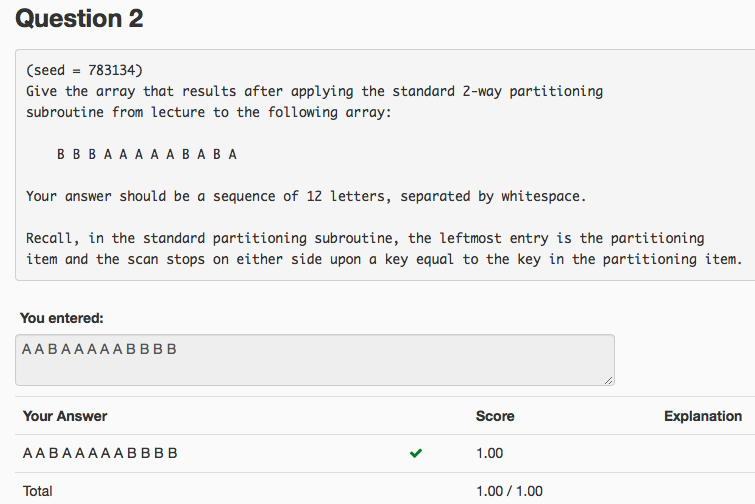 Question 2
(seed = 783134)
Give the array that results after applying the standard 2-way partitioning
subroutine from lecture to the following array:
B B B A A A A A B A B A
Your answer should be a sequence of 12 letters, separated by whitespace.
Recall, in the standard partitioning subroutine, the leftmost entry is the partitioning
item and the scan stops on either side upon a key equal to the key in the partitioning item.
You entered:
A A B A A A A A B B B B
Your Answer Score Explanation
A A B A A A A A B B B B 1.00
Total 1.00 / 1.00